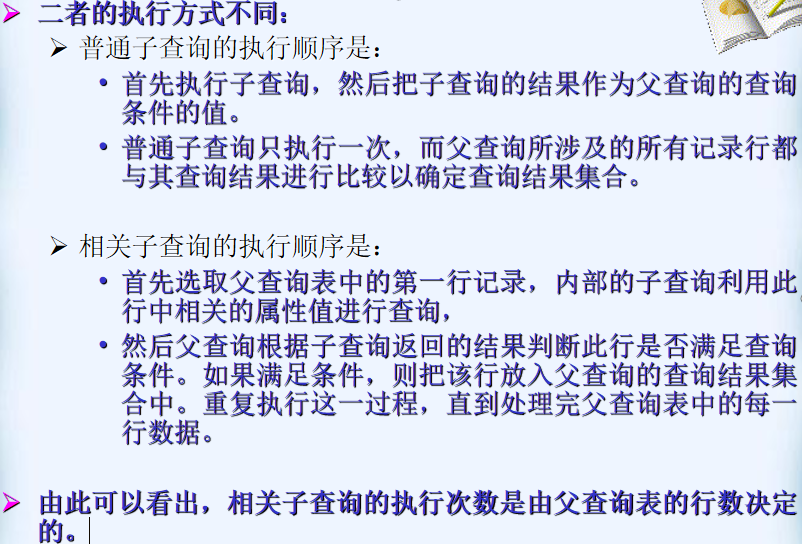 二者的执行方式不同：
普通子查询的执行顺序是：
首先执行子查询，然后把子查询的结果作为父查询的查询
条件的值。
普通子查询只执行一次，而父查询所涉及的所有记录行都
与其查询结果进行比较以确定查询结果集合。
相关子查询的执行顺序是：
首先选取父查询表中的第一行记录，内部的子查询利用此
行中相关的属性值进行查询，
然后父查询根据子查询返回的结果判断此行是否满足查询
条件。如果满足条件，则把该行放入父查询的查询结果集
合中。重复执行这一过程，直到处理完父查询表中的每一
行数据。
由此可以看出，相关子查询的执行次数是由父查询表的行数决定
的。